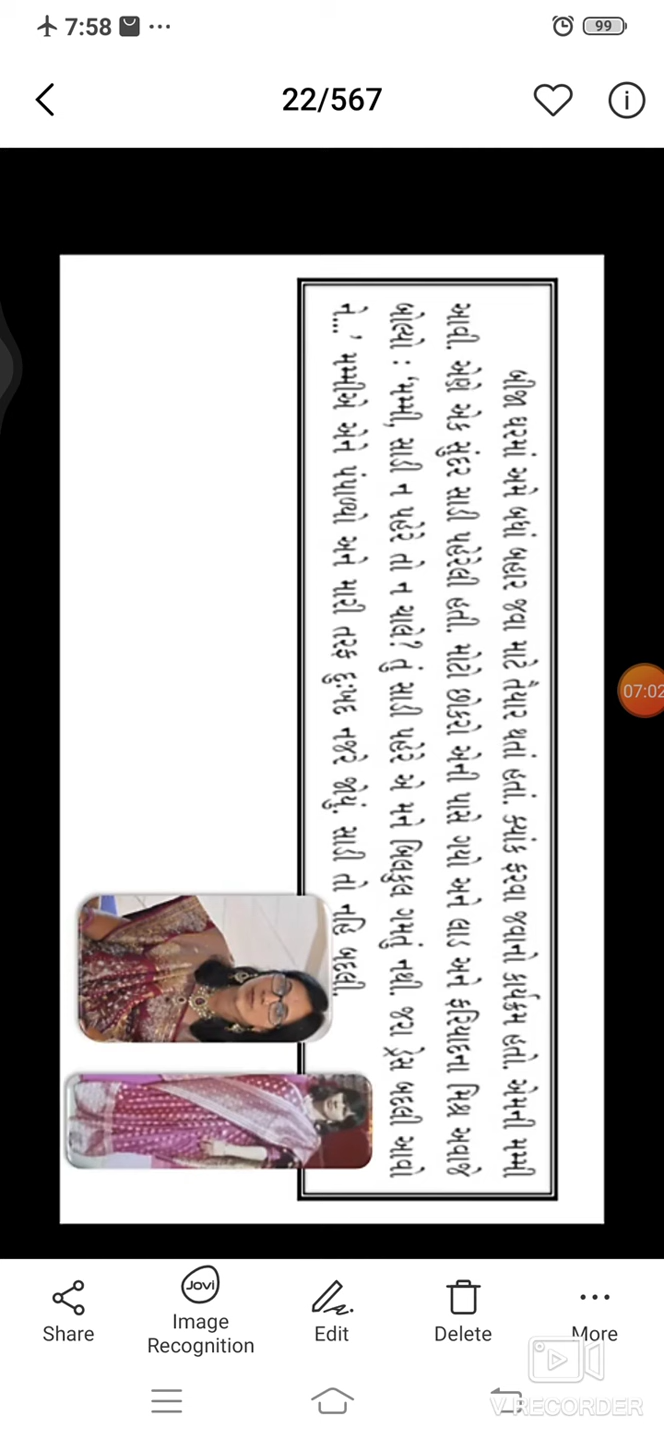 7:58
99
22/567
બીજા ઘરમાં અમે બધાં બહાર જવા માટે તૈયાર થતાં હતાં. ક્યાંક ફરવા જવાનો કાર્યક્રમ હતો. એમની મમ્મી
આવી. એણે એક સુંદર સાડી પહેરેલી હતી. મોટો છોકરો એની પાસે ગયો અને લાડ અને ફરિયાદના મિશ્ર અવાજે
બોલ્યો : ‘મમ્મી, સાડી ન પહેરે તો ન ચાલે? તું સાડી પહેરે એ મને બિલકુલ ગમતું નથી. જરા ડ્રેસ બદલી આવો
ને...’ મમ્મીએ એને પંપાળ્યો અને મારી તરફ દુઃખદ નજરે જોયું. સાડી તો નહિ બદલી.
07:02
Share
Jovi
Image
Recognition
Edit
Delete
More
V RECORDER